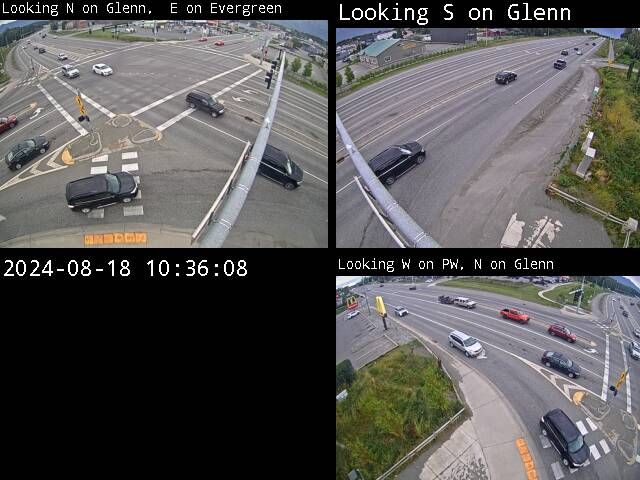 Looking N on Glenn,  E on Evergreen
Looking S on Glenn
2024-08-18 10:36:08
Looking W on PW, N on Glenn